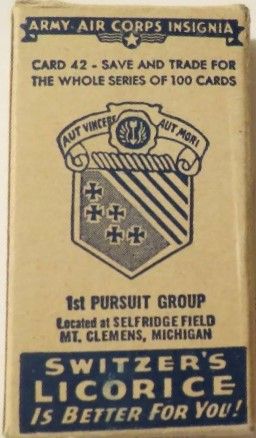 ARMY AIR CORPS INSIGNIA
CARD 42 - SAVE AND TRADE FOR
THE WHOLE SERIES OF 100 CARDS
AUT VINCERE AUT MORI
1st PURSUIT GROUP
Located at SELFRIDGE FIELD
MT. CLEMENS, MICHIGAN
SWITZER'S
LICORICE
IS BETTER FOR YOU!